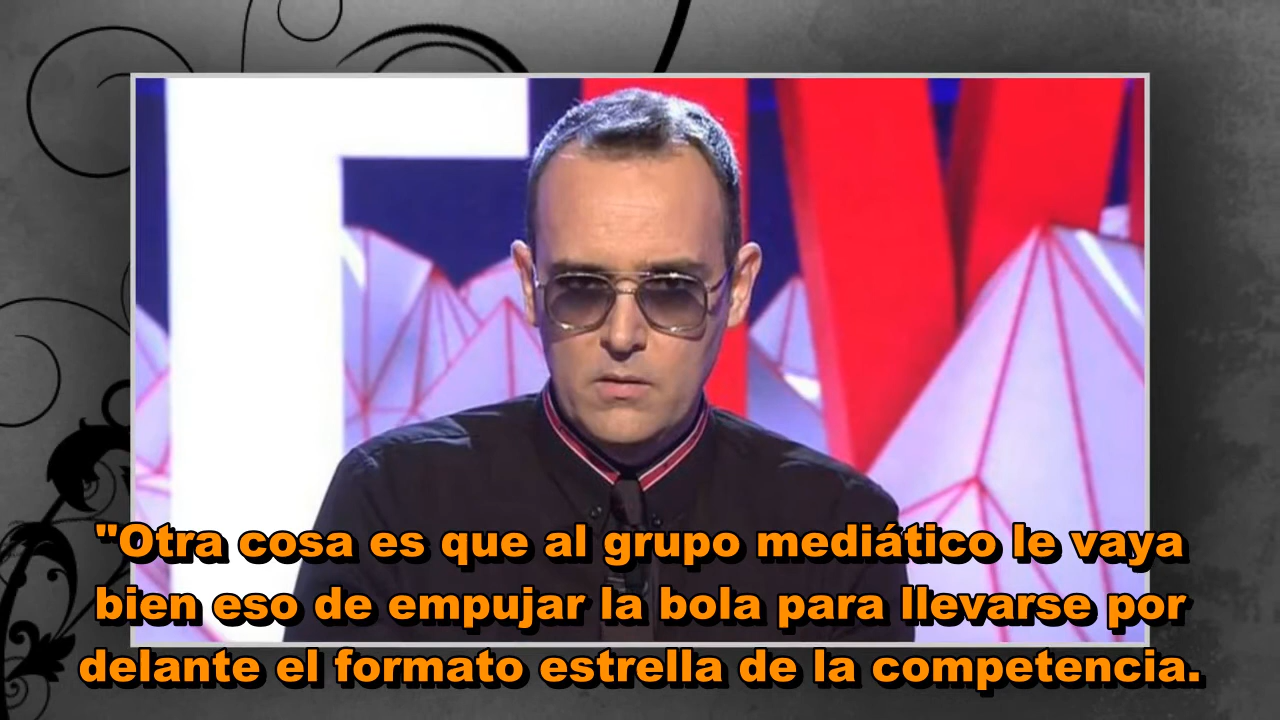 "Otra cosa es que al grupo mediático le vaya
bien eso de empujar la bola para llevarse por
delante el formato estrella de la competencia.